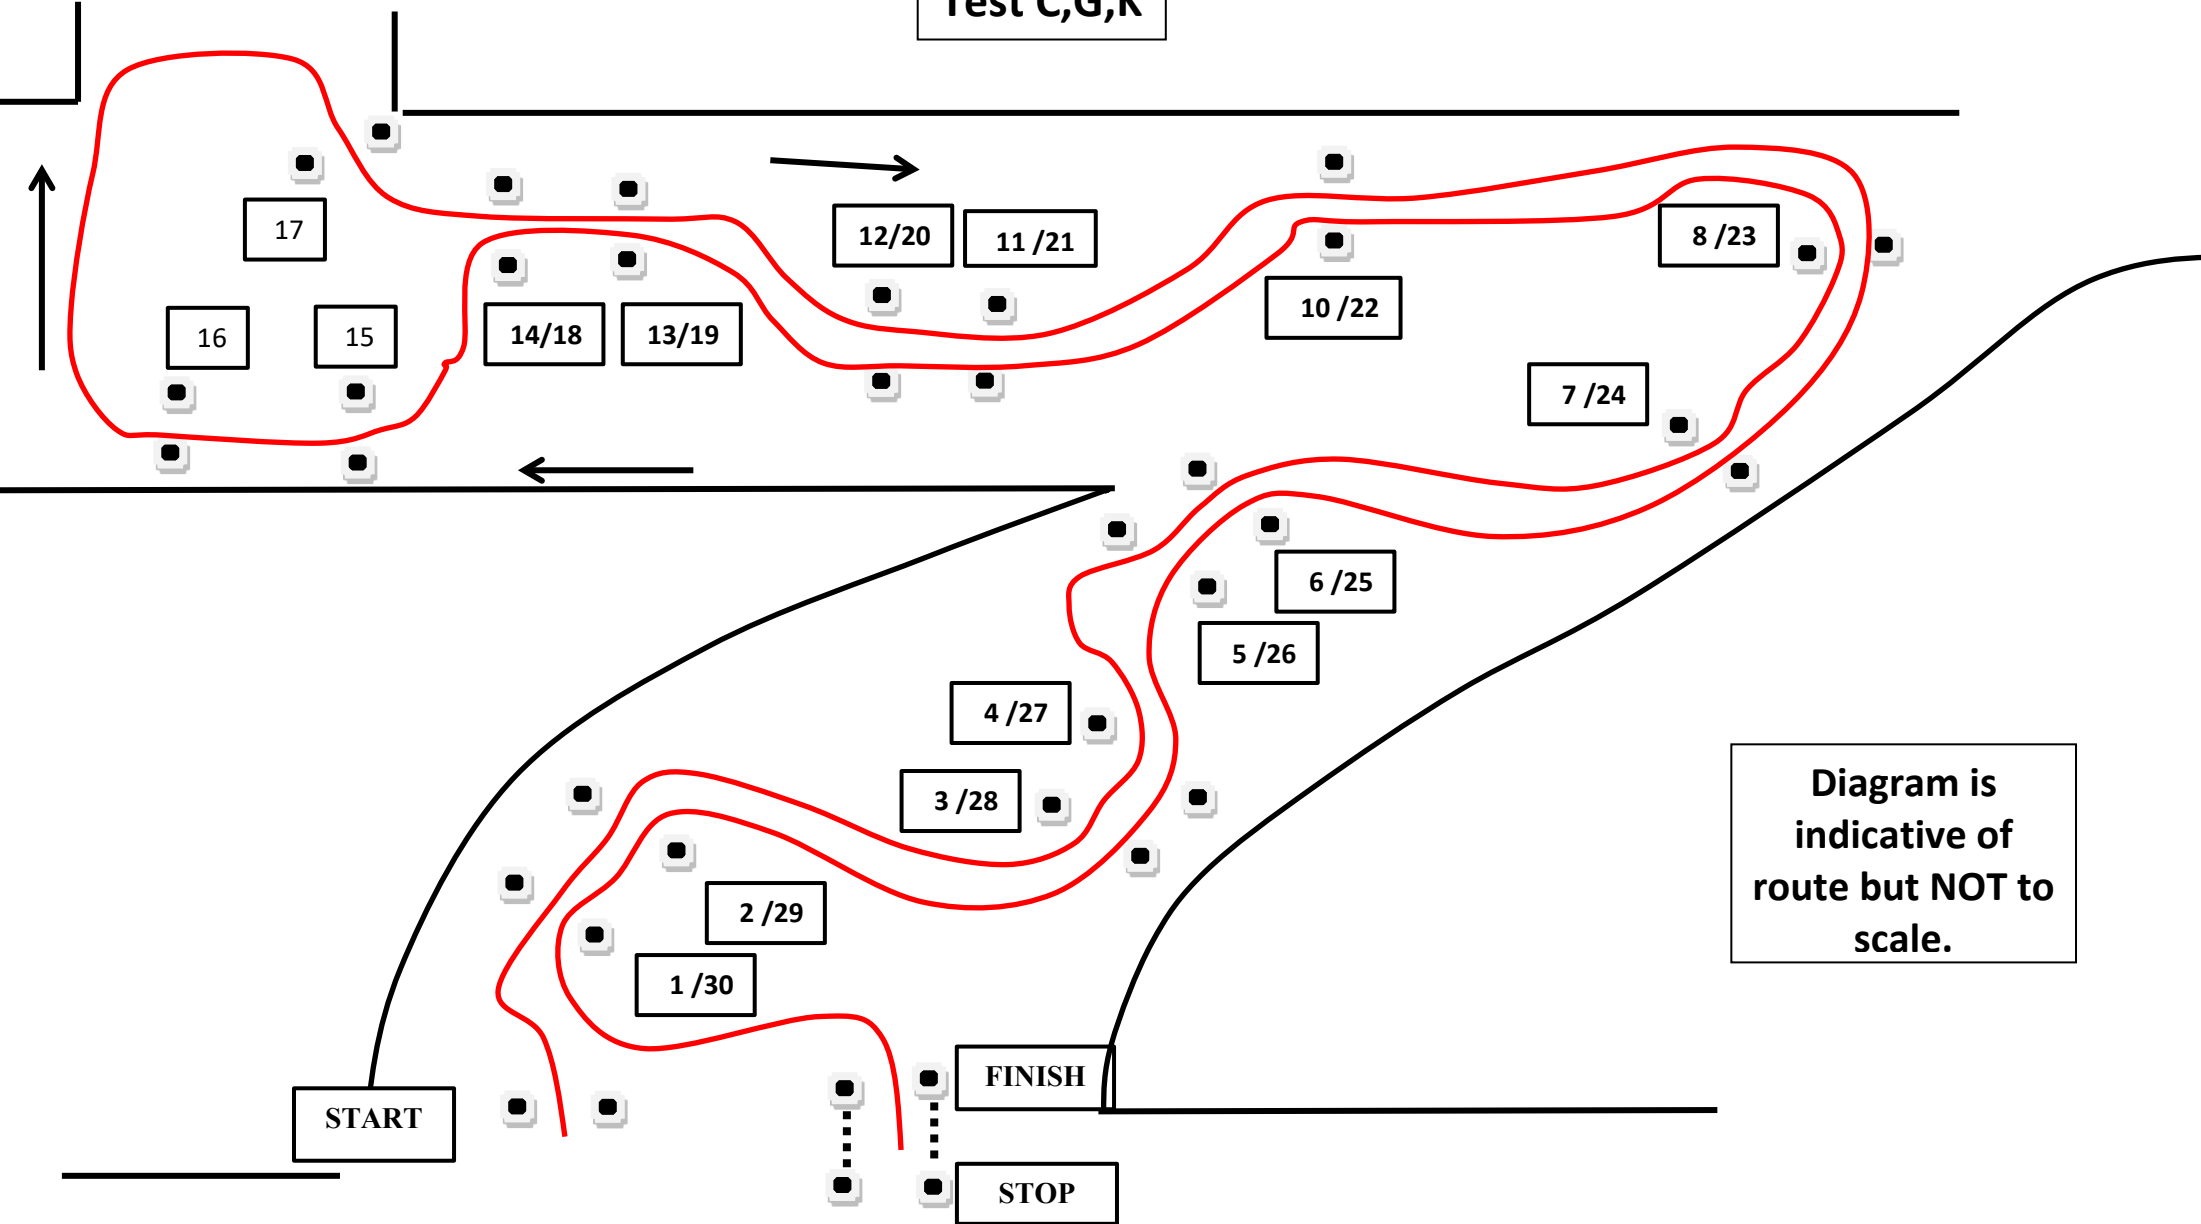 Test C,G,K
17
12/20
11 /21
8 /23
10 /22
16
15
14/18
13/19
7 /24
6 /25
5 /26
4 /27
3 /28
2 /29
1 /30
Diagram is
indicative of
route but NOT to
scale.
FINISH
START
STOP